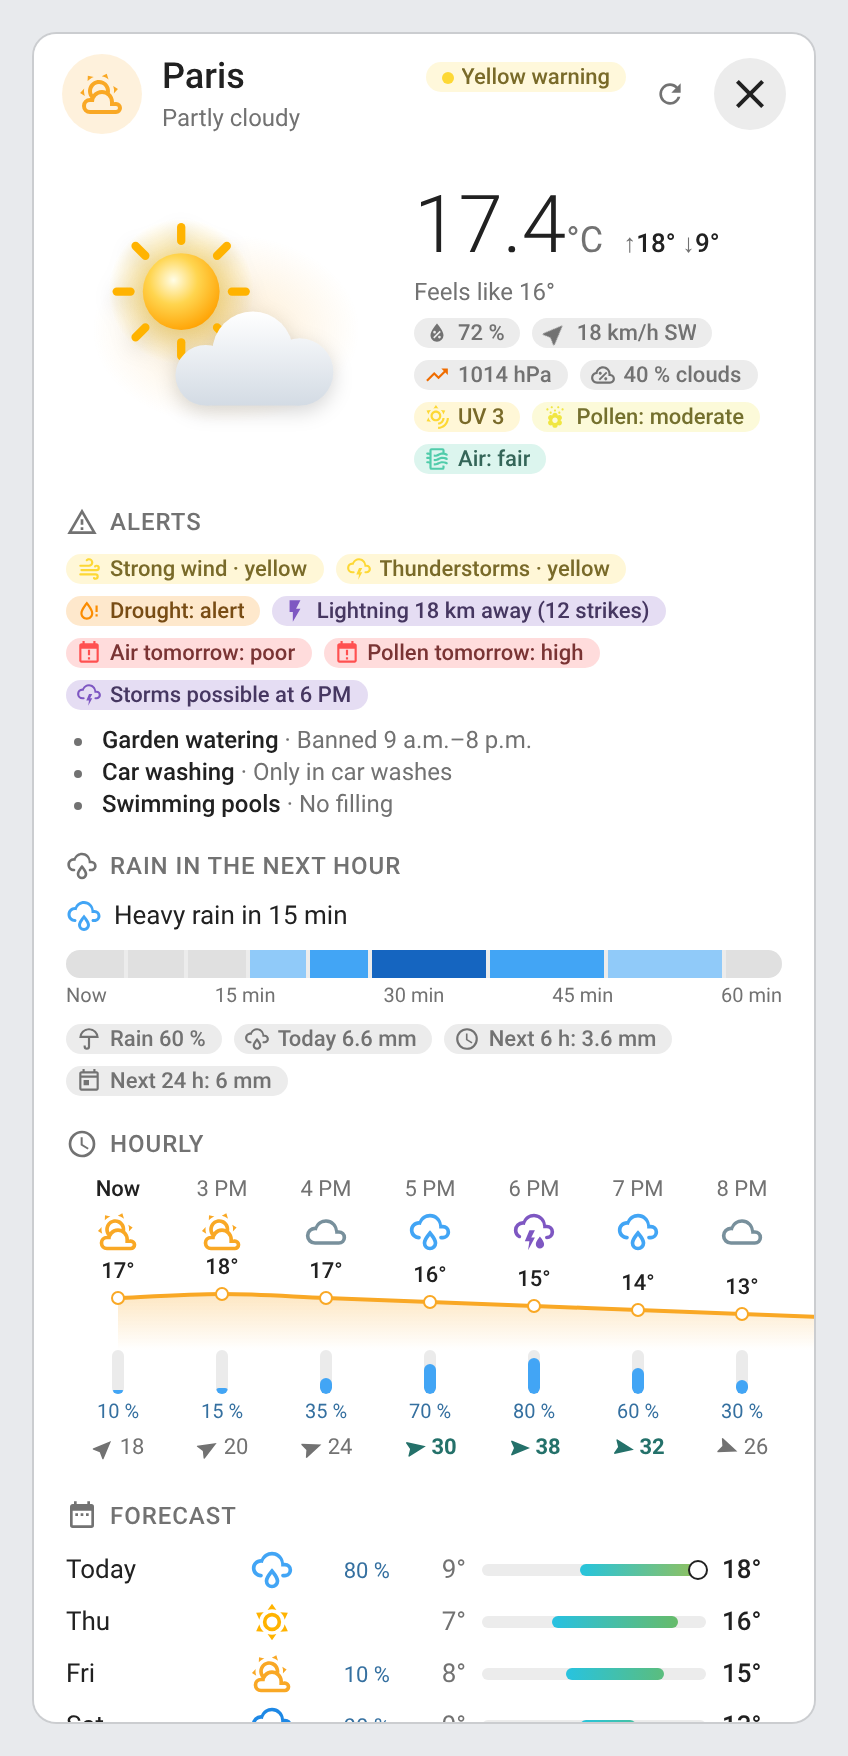 Paris
Yellow warning
Partly cloudy
17.4°C ↑18° ↓9°
Feels like 16°
72 % 18 km/h SW
1014 hPa 40 % clouds
UV 3 Pollen: moderate
Air: fair
ALERTS
Strong wind · yellow Thunderstorms · yellow
Drought: alert Lightning 18 km away (12 strikes)
Air tomorrow: poor Pollen tomorrow: high
Storms possible at 6 PM
• Garden watering · Banned 9 a.m.–8 p.m.
• Car washing · Only in car washes
• Swimming pools · No filling
RAIN IN THE NEXT HOUR
Heavy rain in 15 min
Now 15 min 30 min 45 min 60 min
Rain 60 % Today 6.6 mm Next 6 h: 3.6 mm
Next 24 h: 6 mm
HOURLY
Now 3 PM 4 PM 5 PM 6 PM 7 PM 8 PM
17° 18° 17° 16° 15° 14° 13°
10 % 15 % 35 % 70 % 80 % 60 % 30 %
18 20 24 30 38 32 26
FORECAST
Today 80 % 9° 18°
Thu 7° 16°
Fri 10 % 8° 15°